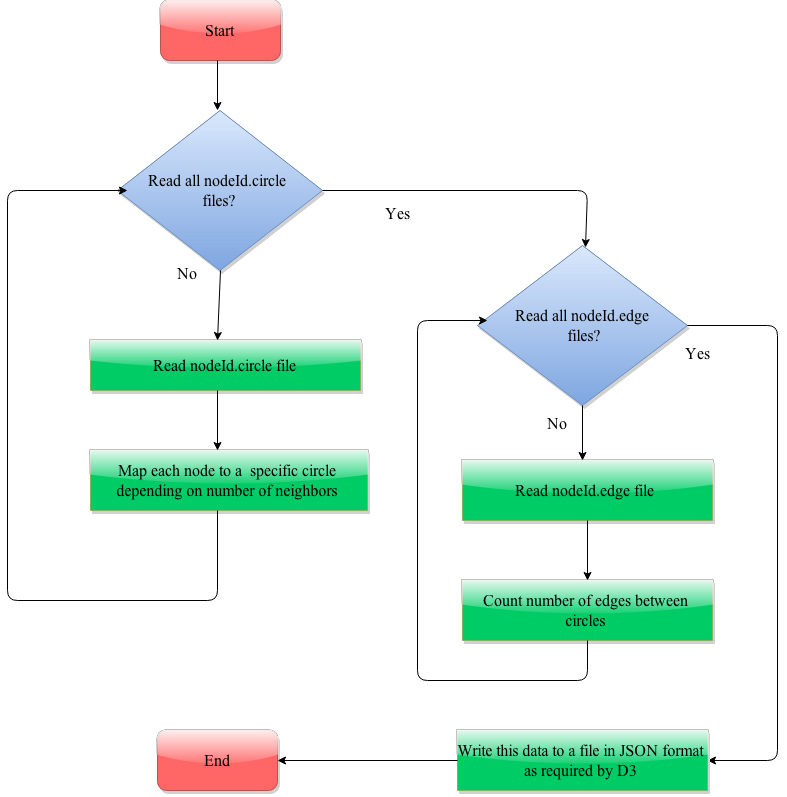 Start
Read all nodeId.circle
files?
Yes
No
Read nodeId.circle file
Map each node to a  specific circle
depending on number of neighbors
Read all nodeId.edge
files?
Yes
No
Read nodeId.edge file
Count number of edges between
circles
Write this data to a file in JSON format
as required by D3
End